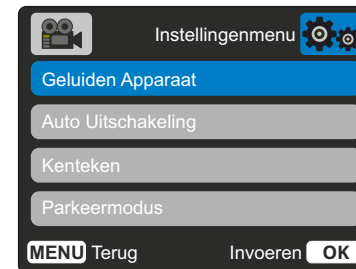 Instellingenmenu
Geluiden Apparaat
Auto Uitschakeling
Kenteken
Parkeermodus
MENU Terug Invoeren OK